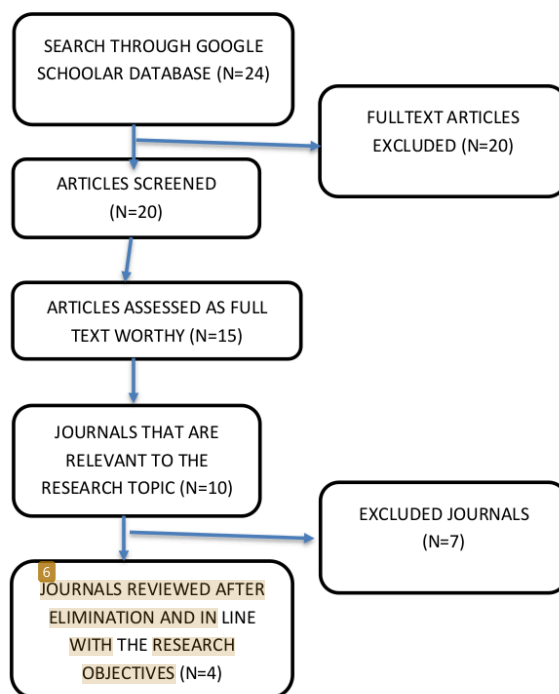 SEARCH THROUGH GOOGLE
SCHOOLAR DATABASE (N=24)
FULLTEXT ARTICLES
EXCLUDED (N=20)
ARTICLES SCREENED
(N=20)
ARTICLES ASSESSED AS FULL
TEXT WORTHY (N=15)
JOURNALS THAT ARE
RELEVANT TO THE
RESEARCH TOPIC (N=10)
EXCLUDED JOURNALS
(N=7)
6
JOURNALS REVIEWED AFTER
ELIMINATION AND IN LINE
WITH THE RESEARCH
OBJECTIVES (N=4)